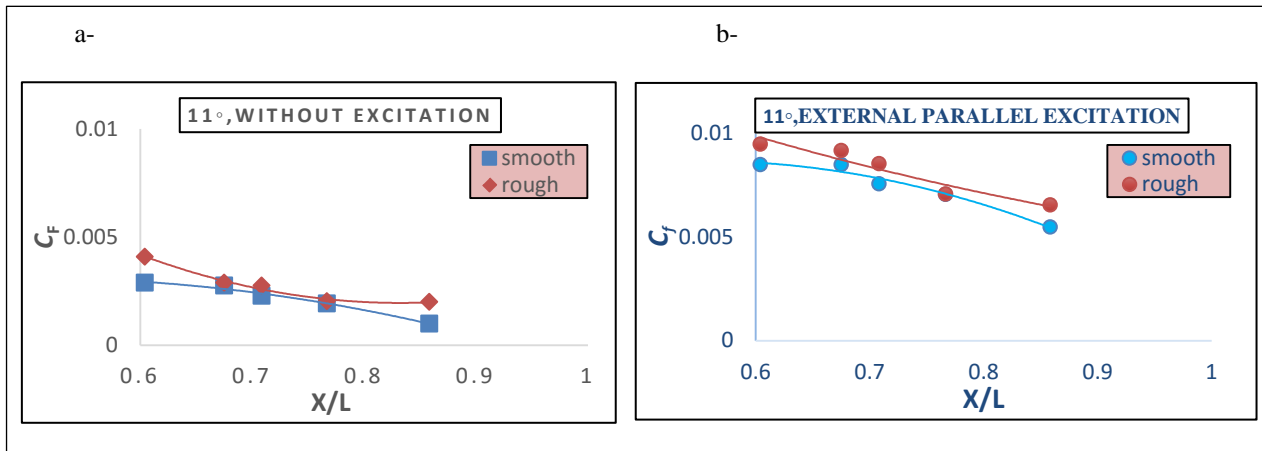 a-
11◦,WITHOUT EXCITATION
0.01
smooth
rough
0.005
CF
0
0.6 0.7 0.8 0.9 1
X/L
b-
11◦,EXTERNAL PARALLEL EXCITATION
0.01
smooth
rough
0.005
Cf
0
0.6 0.7 0.8 0.9 1
X/L